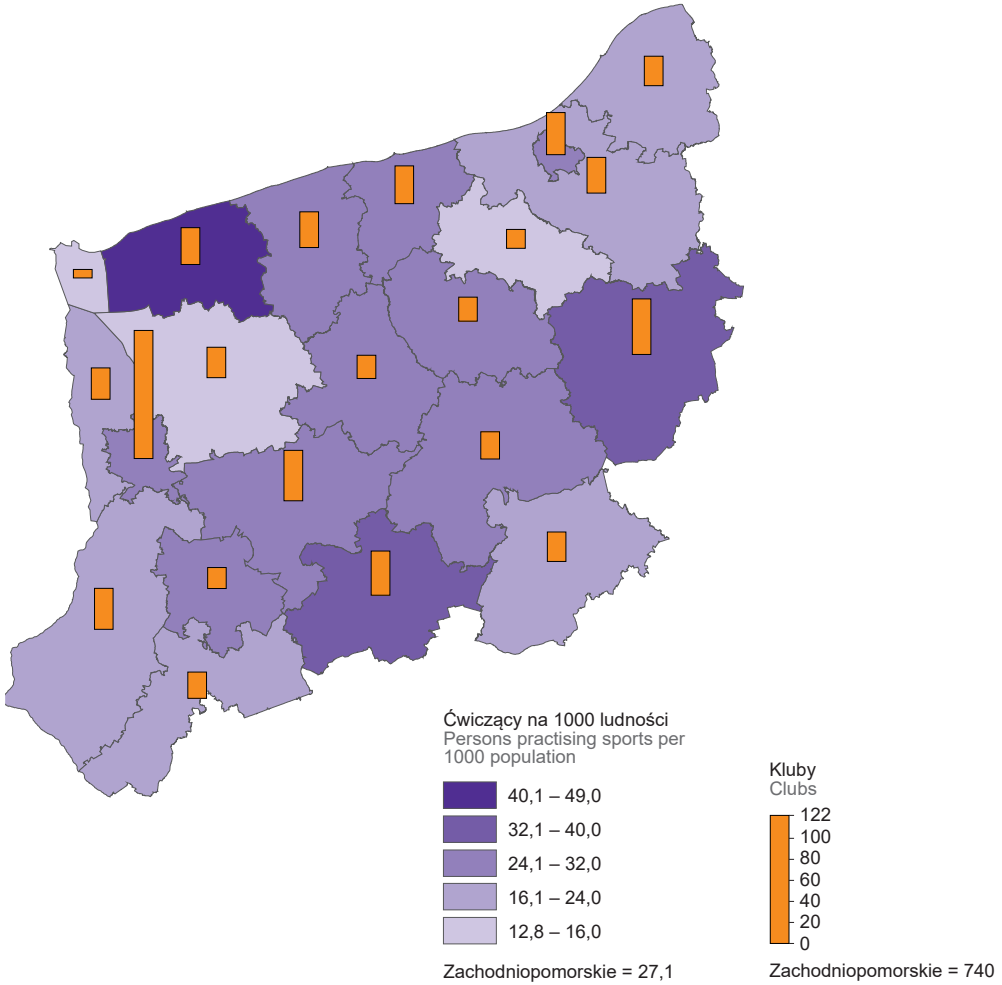 Ćwiczący na 1000 ludności
Persons practising sports per
1000 population
40,1 – 49,0
32,1 – 40,0
24,1 – 32,0
16,1 – 24,0
12,8 – 16,0
Zachodniopomorskie = 27,1
Kluby
Clubs
122
100
80
60
40
20
0
Zachodniopomorskie = 740